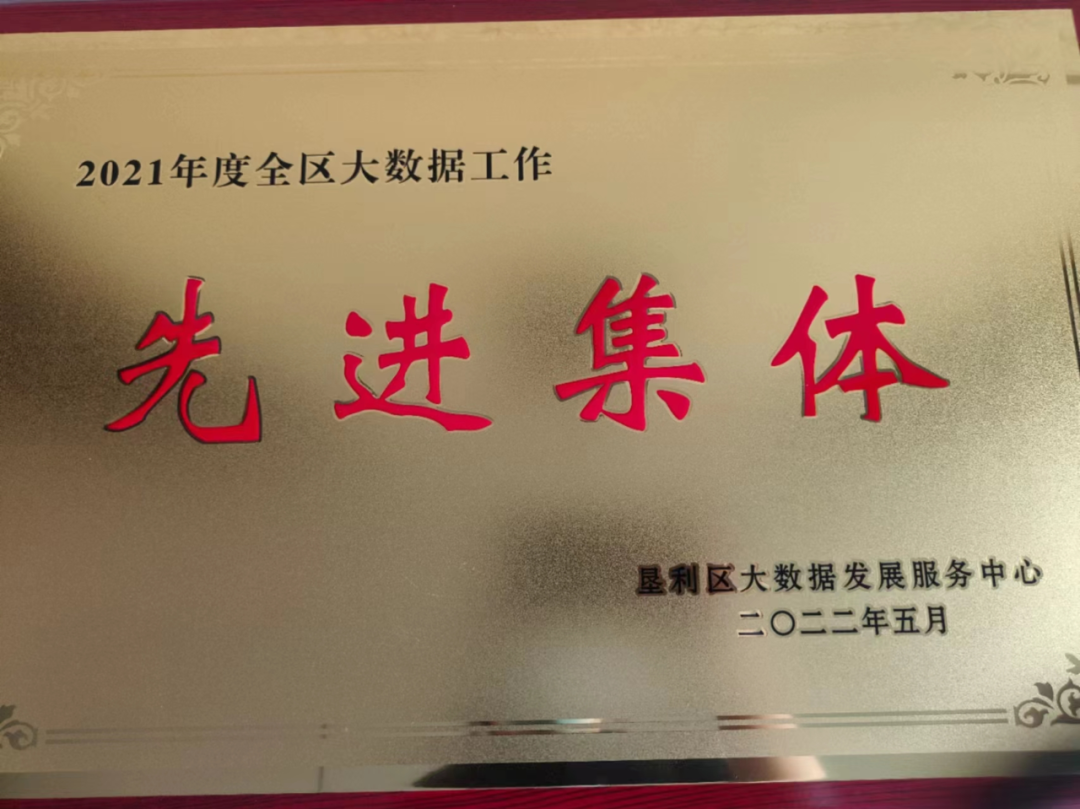 2021年度全区大数据工作
先进集体
垦利区大数据发展服务中心
二〇二二年五月